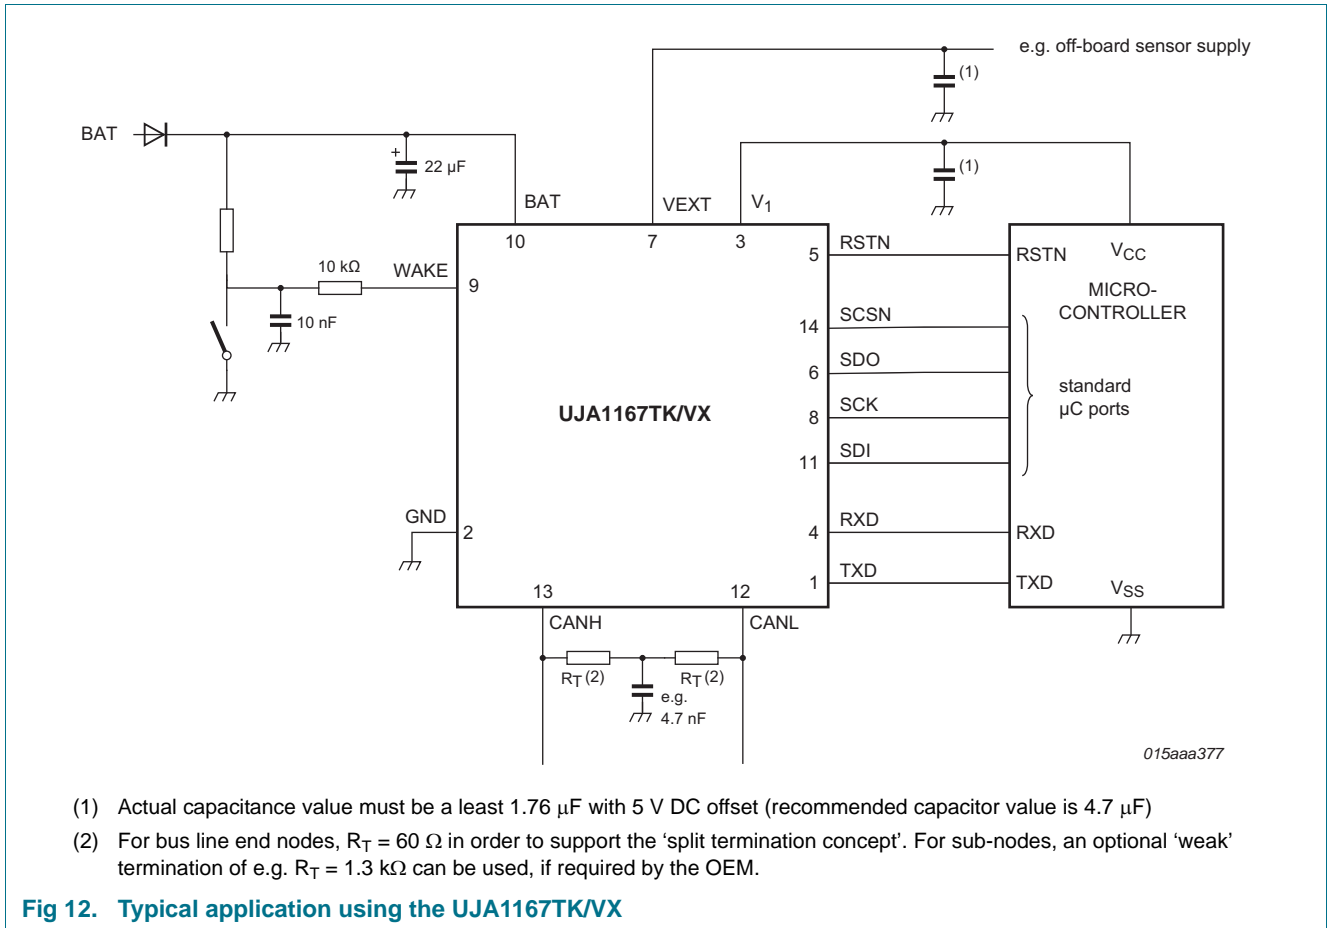 e.g. off-board sensor supply
(1)
BAT
+
22 μF
(1)
BAT
VEXT
V1
10
7
3
5
RSTN
RSTN
VCC
10 kΩ
WAKE
9
MICRO-
CONTROLLER
10 nF
14
SCSN
6
SDO
standard
μC ports
8
SCK
UJA1167TK/VX
11
SDI
GND
2
4
RXD
RXD
1
TXD
TXD
VSS
13
12
CANH
CANL
RT(2)
RT(2)
e.g.
4.7 nF
015aaa377
(1) Actual capacitance value must be a least 1.76 μF with 5 V DC offset (recommended capacitor value is 4.7 μF)
(2) For bus line end nodes, RT = 60 Ω in order to support the ‘split termination concept’. For sub-nodes, an optional ‘weak’
termination of e.g. RT = 1.3 kΩ can be used, if required by the OEM.
Fig 12. Typical application using the UJA1167TK/VX